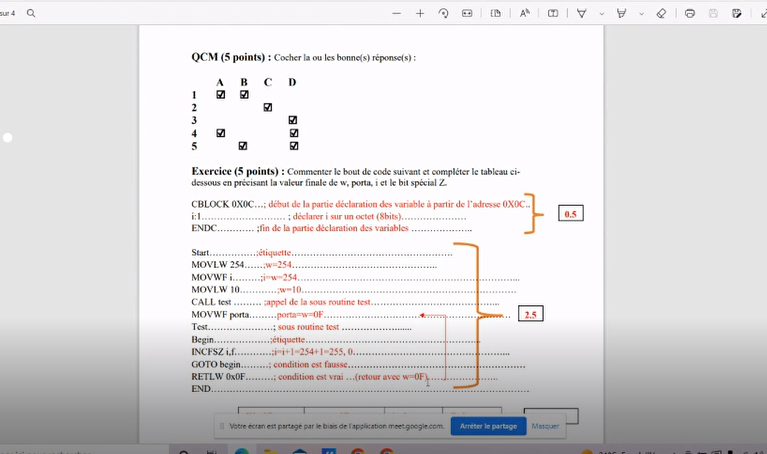 sur 4
QCM (5 points) : Cocher la ou les bonne(s) réponse(s) :
A B C D
1 ☑ ☑
2 ☑
3 ☑
4 ☑ ☑
5 ☑ ☑
Exercice (5 points) : Commenter le bout de code suivant et compléter le tableau ci-
dessous en précisant la valeur finale de w, porta, i et le bit spécial Z.
CBLOCK 0X0C...; début de la partie déclaration des variable à partir de l'adresse 0X0C..
i:1..............................; déclarer i sur un octet (8bits)......................
ENDC............;fin de la partie déclaration des variables ....................
0.5
Start................;étiquette......................................................
MOVLW 254......;w=254................................................
MOVWF i.........;i=w=254..........................................................................
MOVLW 10.............;w=10.......................................................................
CALL test .........;appel de la sous routine test.........................................
MOVWF porta.........porta=w=0F..............................................................
2.5
Test......................; sous routine test .......................
Begin.....................;étiquette......................................................
INCFSZ i,f............;i=i+1=254+1=255, 0...................................................
GOTO begin.........; condition est fausse.........................................................
RETLW 0x0F.........; condition est vrai ...(retour avec w=0F)............................
END.........................................................................................................
Votre écran est partagé par le biais de l'application meet.google.com.
Arrêter le partage
Masquer